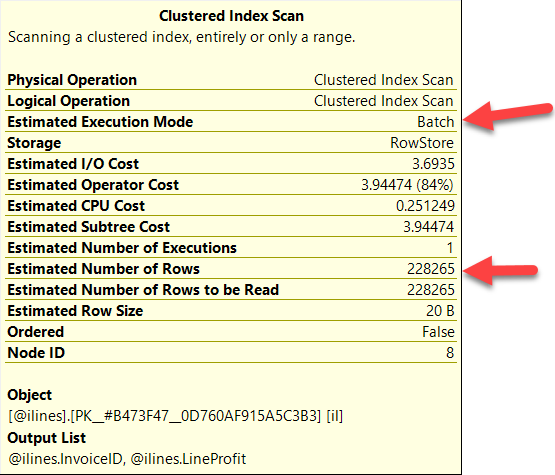 Clustered Index Scan
Scanning a clustered index, entirely or only a range.
Physical Operation Clustered Index Scan
Logical Operation Clustered Index Scan
Estimated Execution Mode Batch
Storage RowStore
Estimated I/O Cost 3.6935
Estimated Operator Cost 3.94474 (84%)
Estimated CPU Cost 0.251249
Estimated Subtree Cost 3.94474
Estimated Number of Executions 1
Estimated Number of Rows 228265
Estimated Number of Rows to be Read 228265
Estimated Row Size 20 B
Ordered False
Node ID 8
Object
[@ilines].[PK__#B473F47__0D760AF915A5C3B3] [il]
Output List
@ilines.InvoiceID, @ilines.LineProfit